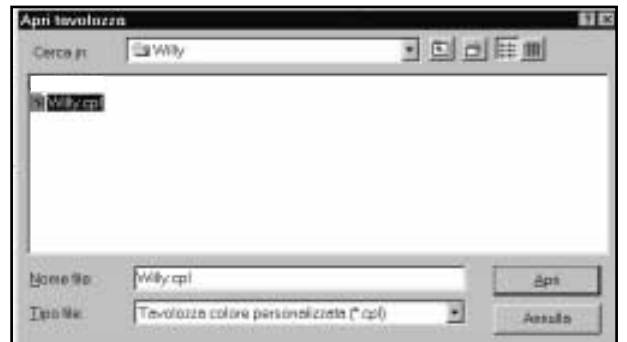 Apri tavolozza
Cerca in:
Willy
Willy.cpl
Nome file:
Willy.cpl
Apri
Tipo file:
Tavolozza colore personalizzata (*.cpl)
Annulla